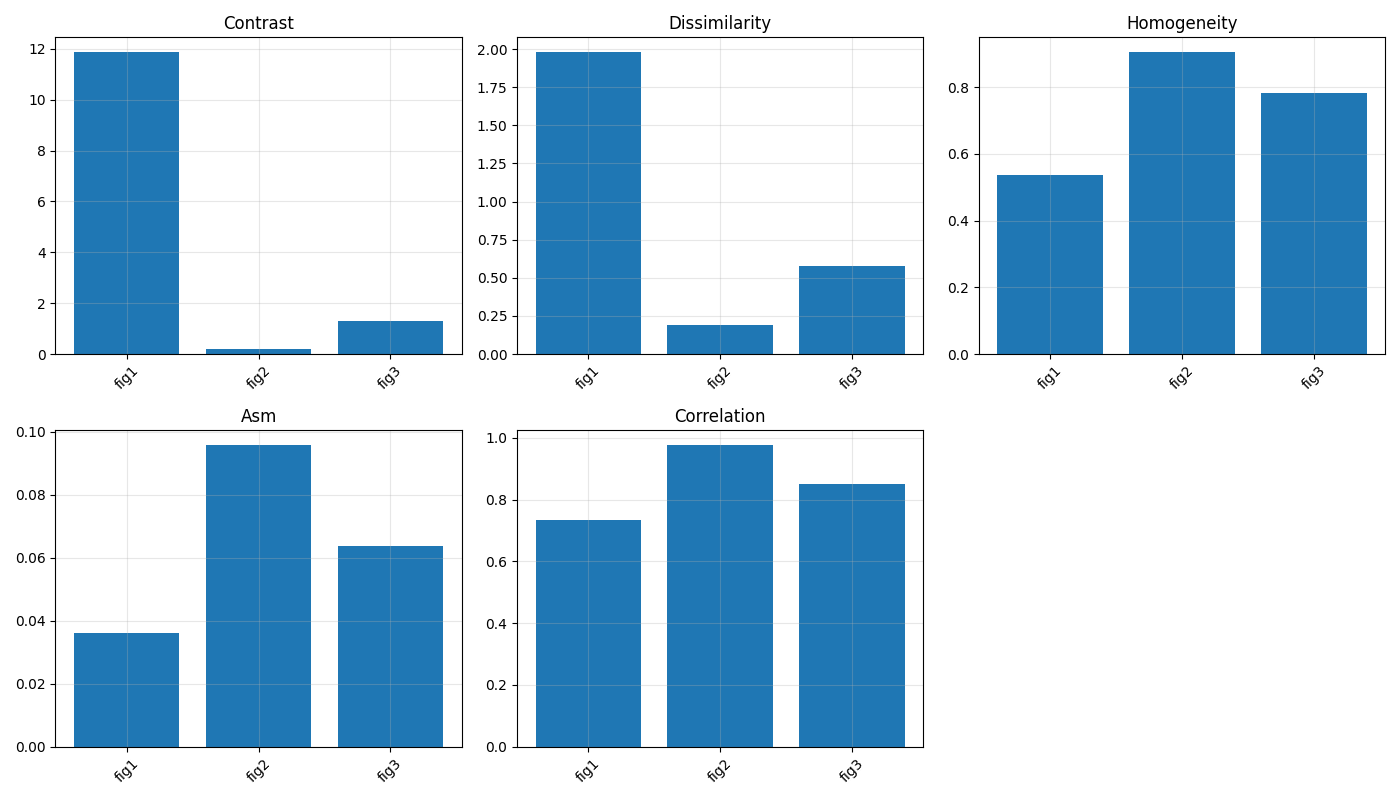 Contrast
12
10
8
6
4
2
0
fig1
fig2
fig3
Dissimilarity
2.00
1.75
1.50
1.25
1.00
0.75
0.50
0.25
0.00
fig1
fig2
fig3
Homogeneity
0.8
0.6
0.4
0.2
0.0
fig1
fig2
fig3
Asm
0.10
0.08
0.06
0.04
0.02
0.00
fig1
fig2
fig3
Correlation
1.0
0.8
0.6
0.4
0.2
0.0
fig1
fig2
fig3